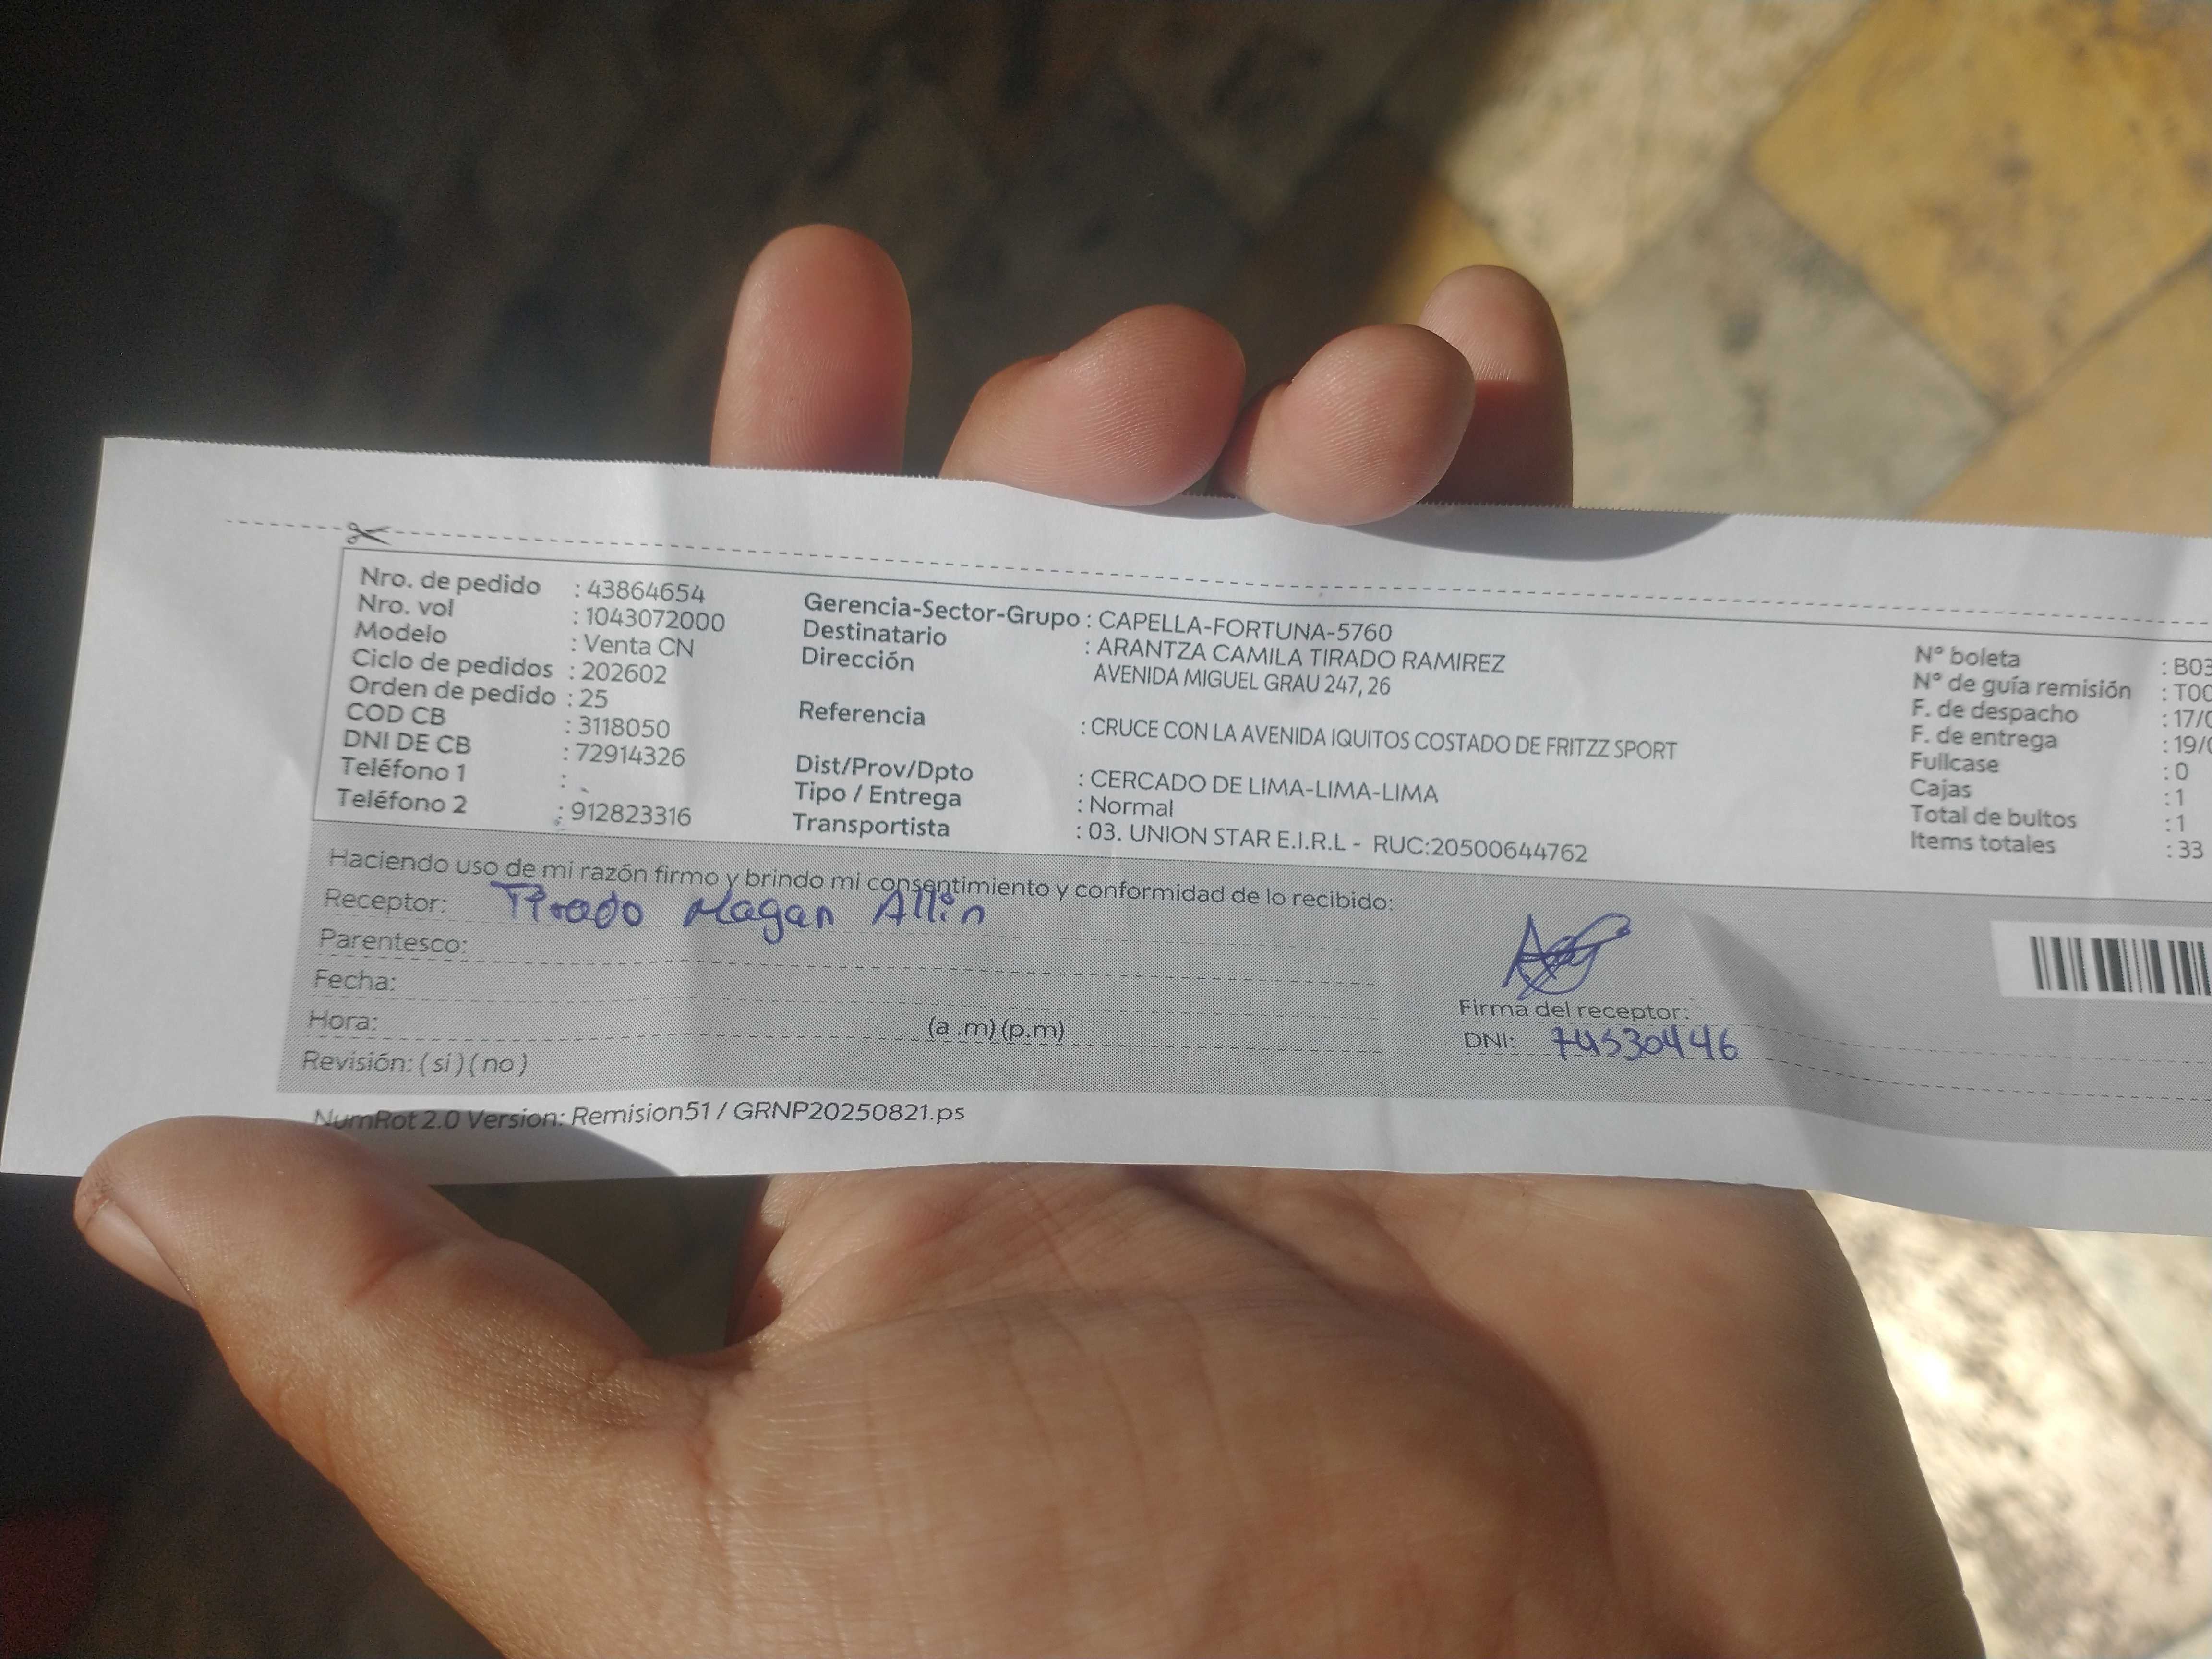 Nro. de pedido : 43864654
Nro. vol : 1043072000
Modelo : Venta CN
Ciclo de pedidos : 202602
Orden de pedido : 25
COD CB : 3118050
DNI DE CB : 72914326
Teléfono 1 :
Teléfono 2 : 912823316
Gerencia-Sector-Grupo : CAPELLA-FORTUNA-5760
Destinatario : ARANTZA CAMILA TIRADO RAMIREZ
Dirección AVENIDA MIGUEL GRAU 247, 26
Referencia : CRUCE CON LA AVENIDA IQUITOS COSTADO DE FRITZZ SPORT
Dist/Prov/Dpto : CERCADO DE LIMA-LIMA-LIMA
Tipo / Entrega : Normal
Transportista : 03. UNION STAR E.I.R.L - RUC:20500644762
N° boleta : B03
N° de guía remisión : T00
F. de despacho : 17/0
F. de entrega : 19/0
Fullcase : 0
Cajas : 1
Total de bultos : 1
Items totales : 33
Haciendo uso de mi razón firmo y brindo mi consentimiento y conformidad de lo recibido:
Receptor: Tirado Magan Allin
Parentesco:
Fecha:
Hora: (a .m) (p.m)
Revisión: ( si ) ( no )
Firma del receptor:
DNI: 74530446
NumRot 2.0 Version: Remision51 / GRNP20250821.ps